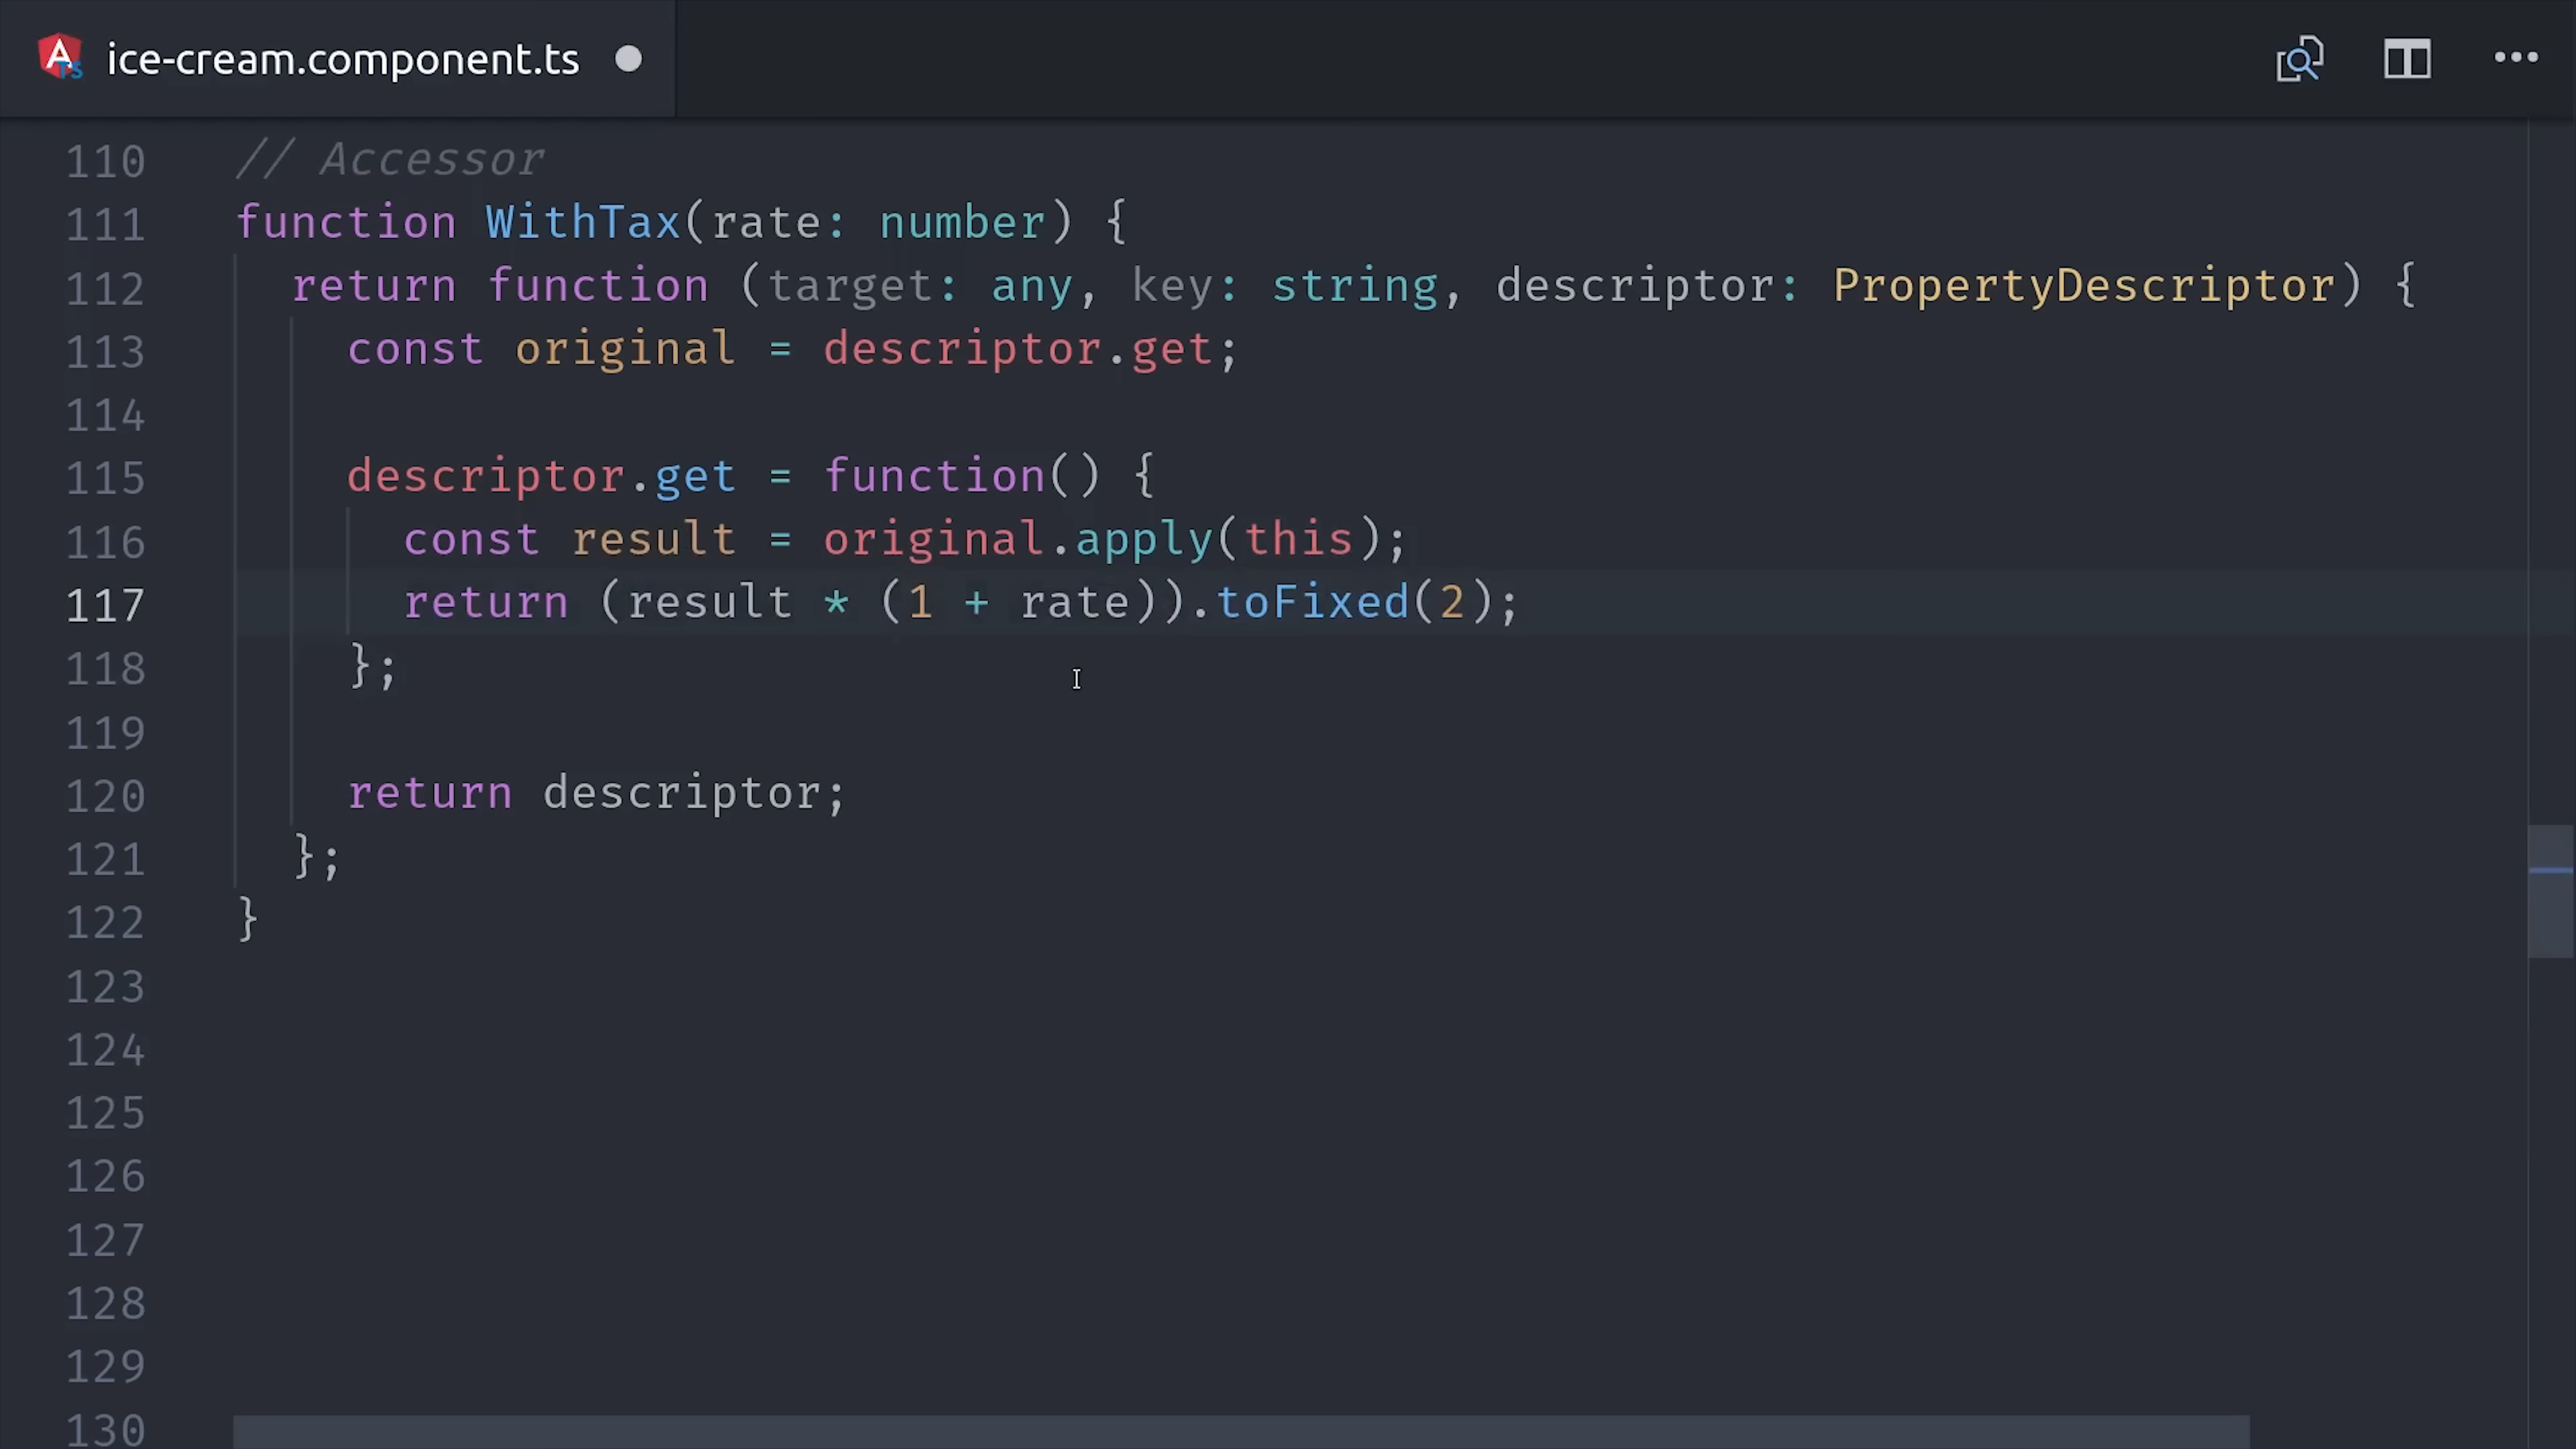 ice-cream.component.ts
110 // Accessor
111 function WithTax(rate: number) {
112 return function (target: any, key: string, descriptor: PropertyDescriptor) {
113 const original = descriptor.get;
114
115 descriptor.get = function() {
116 const result = original.apply(this);
117 return (result * (1 + rate)).toFixed(2);
118 };
119
120 return descriptor;
121 };
122 }
123
124
125
126
127
128
129
130